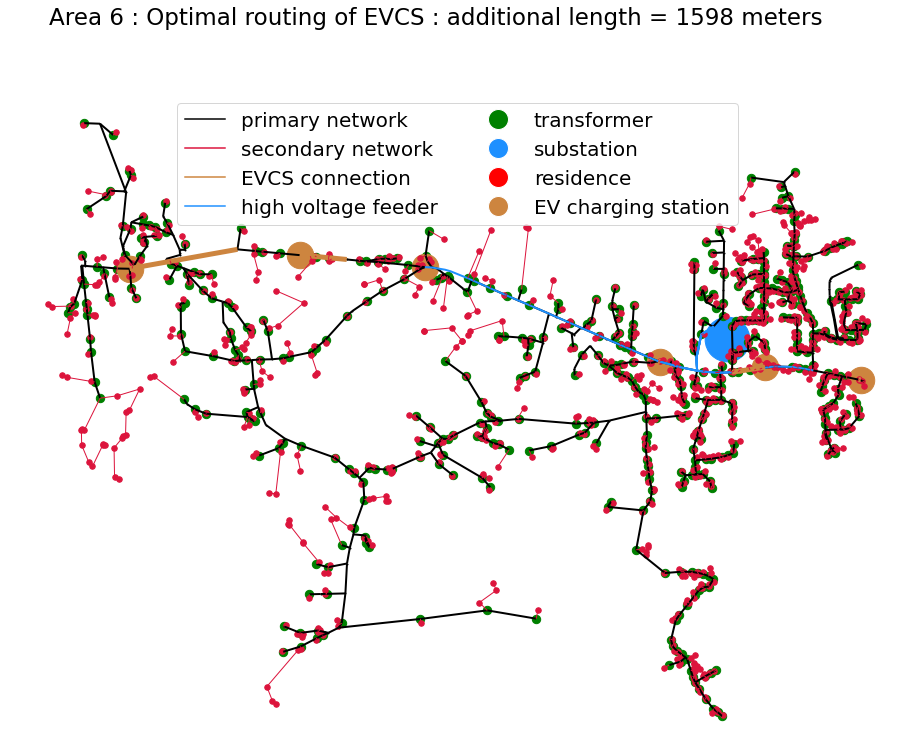 Area 6 : Optimal routing of EVCS : additional length = 1598 meters
primary network
secondary network
EVCS connection
high voltage feeder
transformer
substation
residence
EV charging station